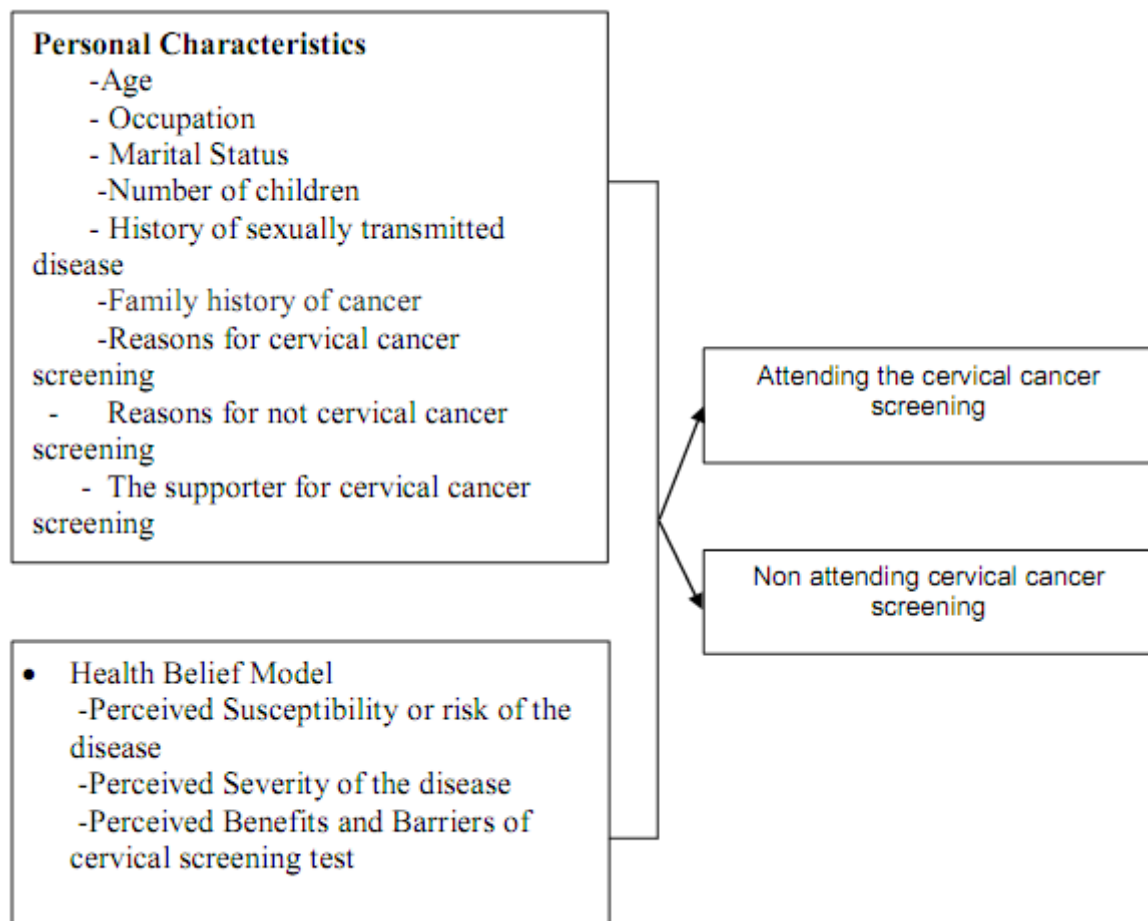 Personal Characteristics
-Age
- Occupation
- Marital Status
-Number of children
- History of sexually transmitted
disease
-Family history of cancer
-Reasons for cervical cancer
screening
- Reasons for not cervical cancer
screening
- The supporter for cervical cancer
screening
Attending the cervical cancer
screening
Non attending cervical cancer
screening
• Health Belief Model
-Perceived Susceptibility or risk of the
disease
-Perceived Severity of the disease
-Perceived Benefits and Barriers of
cervical screening test